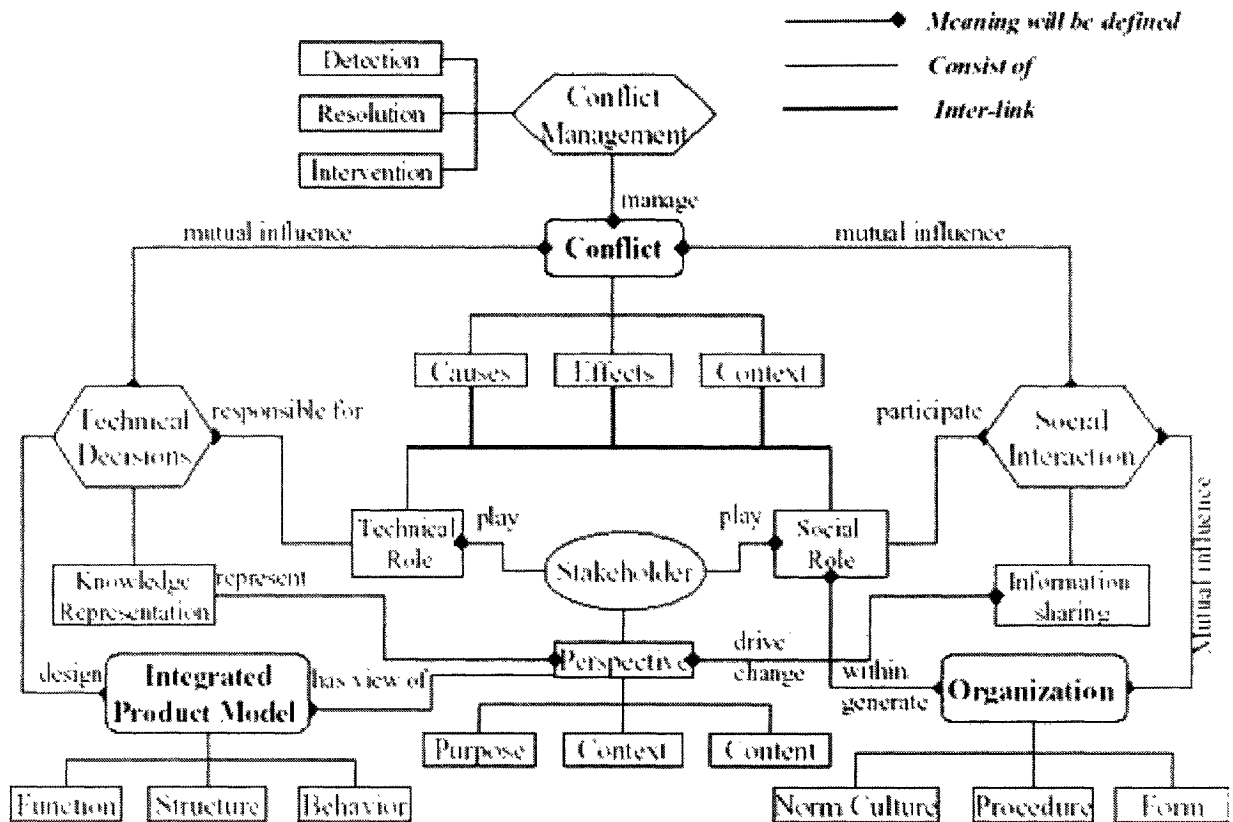 Meaning will be defined
Consist of
Inter-link
Detection
Resolution
Intervention
Conflict
Management
manage
mutual influence
Conflict
mutual influence
Causes
Effects
Context
Technical
Decisions
responsible for
participate
Social
Interaction
Technical
Role
play
Stakeholder
play
Social
Role
Mutual influence
Knowledge
Representation
represent
Information
sharing
Perspective
drive
change
design
Integrated
Product Model
has view of
within
generate
Organization
Purpose
Context
Content
Function
Structure
Behavior
Norm Culture
Procedure
Form